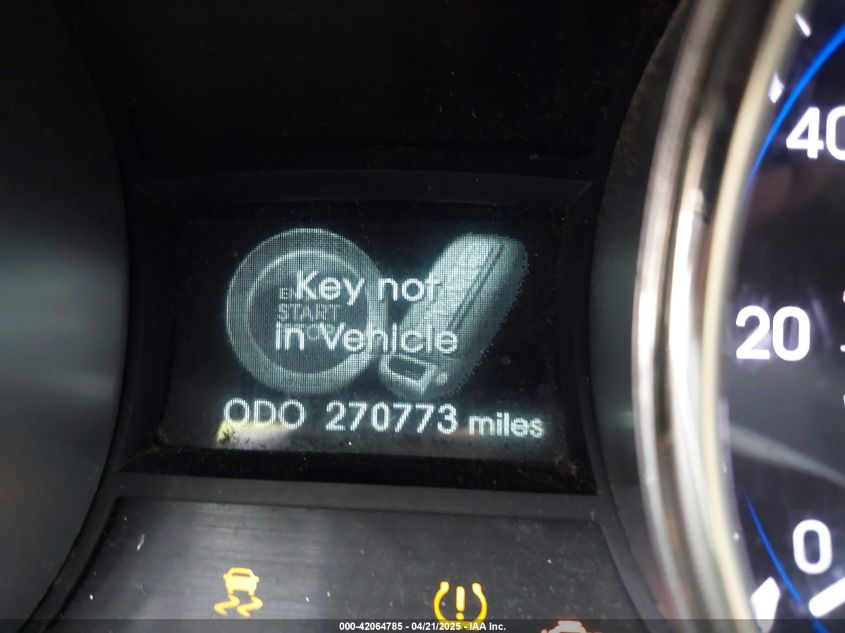 Key not
START
in Vehicle
ODO 270773 miles
40
20
0
000-42064785 - 04/21/2025 - IAA Inc.